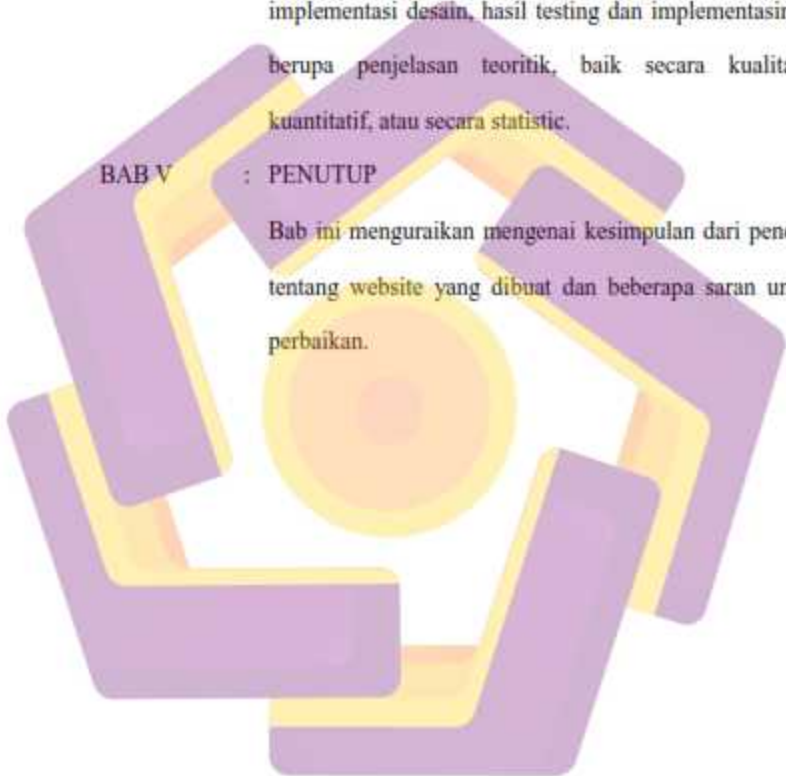 implementasi desain, hasil testing dan
berupa penjelasan teoritik, baik secara
kuantitatif, atau secara statistic.
BAB V : PENUTUP
Bab ini menguraikan mengenai kesimpulan dari
tentang website yang dibuat dan beberapa saran
perbaikan.